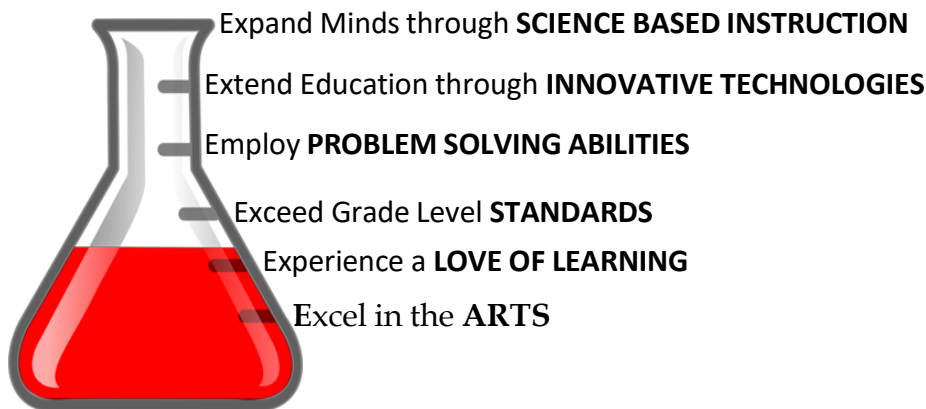 Expand Minds through SCIENCE BASED INSTRUCTION
Extend Education through INNOVATIVE TECHNOLOGIES
Employ PROBLEM SOLVING ABILITIES
Exceed Grade Level STANDARDS
Experience a LOVE OF LEARNING
Excel in the ARTS